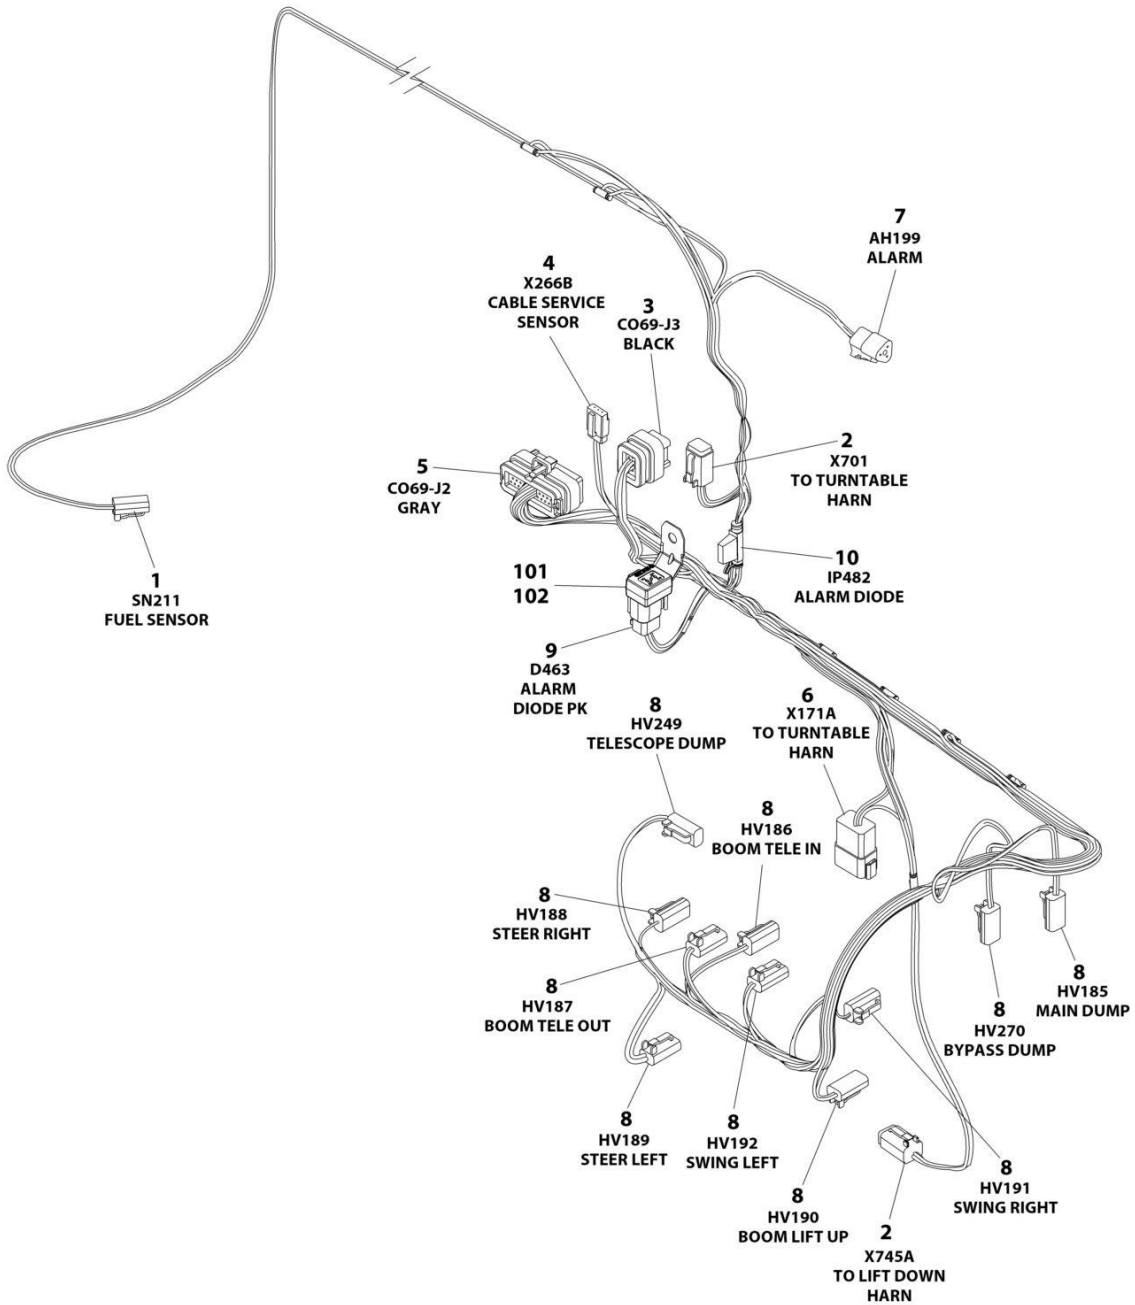 7
AH199
ALARM
4
X266B
CABLE SERVICE
SENSOR
3
CO69-J3
BLACK
2
X701
TO TURNTABLE
HARN
5
CO69-J2
GRAY
10
IP482
ALARM DIODE
101
102
1
SN211
FUEL SENSOR
9
D463
ALARM
DIODE PK
8
HV249
TELESCOPE DUMP
6
X171A
TO TURNTABLE
HARN
8
HV186
BOOM TELE IN
8
HV188
STEER RIGHT
8
HV187
BOOM TELE OUT
8
HV185
MAIN DUMP
8
HV270
BYPASS DUMP
8
HV189
STEER LEFT
8
HV192
SWING LEFT
8
HV191
SWING RIGHT
8
HV190
BOOM LIFT UP
2
X745A
TO LIFT DOWN
HARN